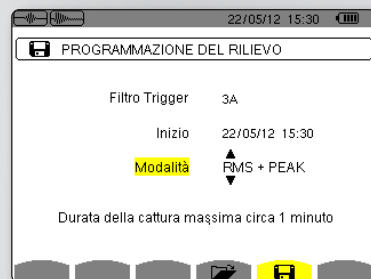 22/05/12 15:30
PROGRAMMAZIONE DEL RILIEVO
Filtro Trigger 3A
Inizio 22/05/12 15:30
Modalità RMS + PEAK
Durata della cattura massima circa 1 minuto